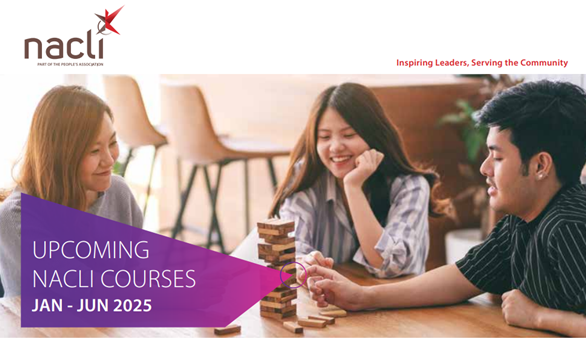 nacli
PART OF THE PEOPLE'S ASSOCIATION
Inspiring Leaders, Serving the Community
UPCOMING
NACLI COURSES
JAN - JUN 2025